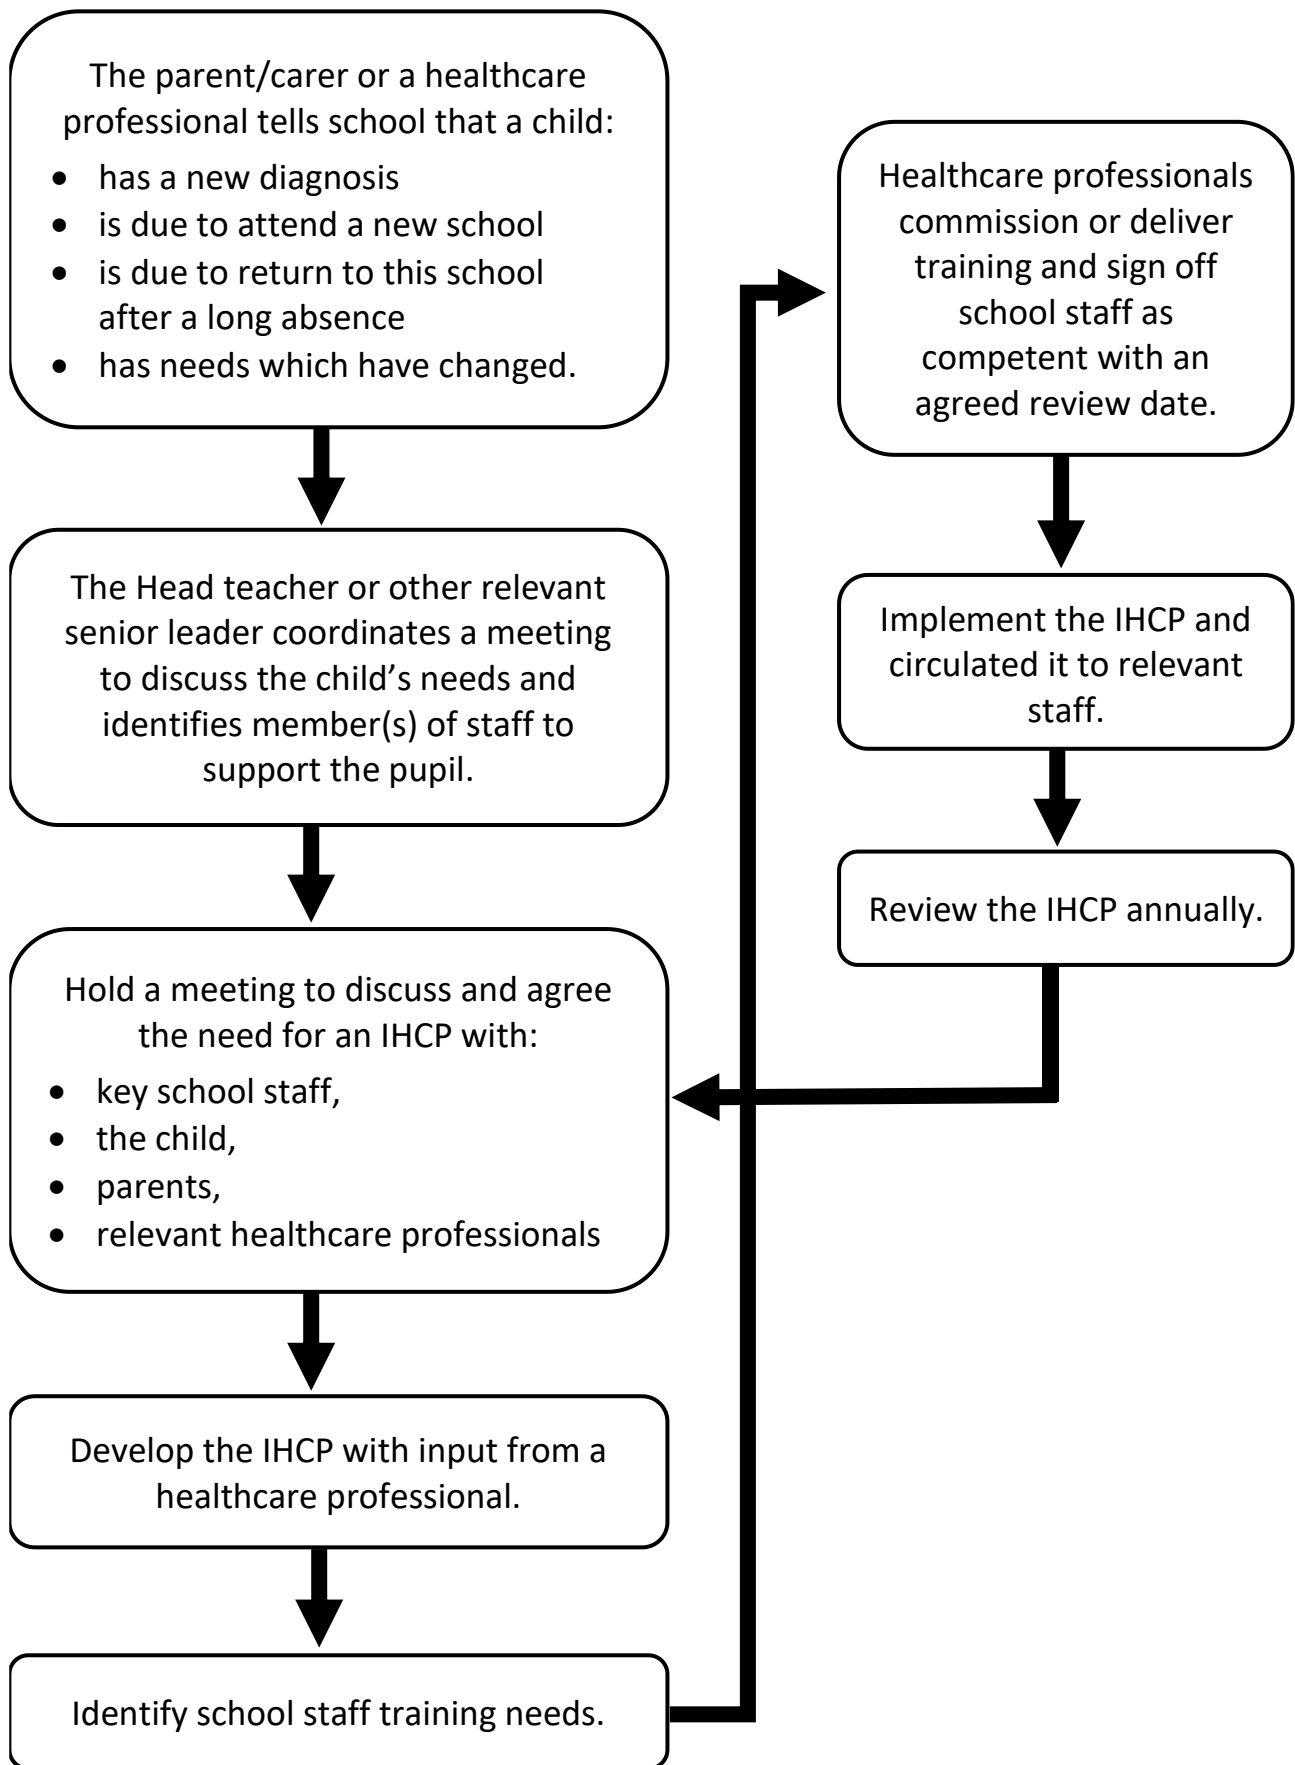 The parent/carer or a healthcare
professional tells school that a child:
• has a new diagnosis
• is due to attend a new school
• is due to return to this school
after a long absence
• has needs which have changed.
The Head teacher or other relevant
senior leader coordinates a meeting
to discuss the child’s needs and
identifies member(s) of staff to
support the pupil.
Hold a meeting to discuss and agree
the need for an IHCP with:
• key school staff,
• the child,
• parents,
• relevant healthcare professionals
Develop the IHCP with input from a
healthcare professional.
Identify school staff training needs.
Healthcare professionals
commission or deliver
training and sign off
school staff as
competent with an
agreed review date.
Implement the IHCP and
circulated it to relevant
staff.
Review the IHCP annually.